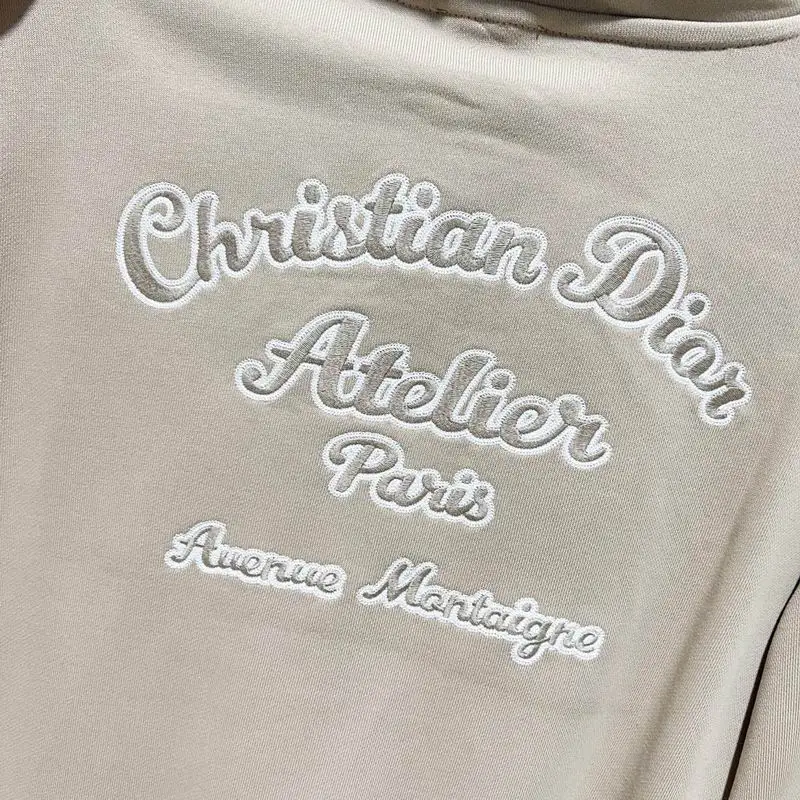 Christian Dior
Atelier
Paris
Avenue Montaigne